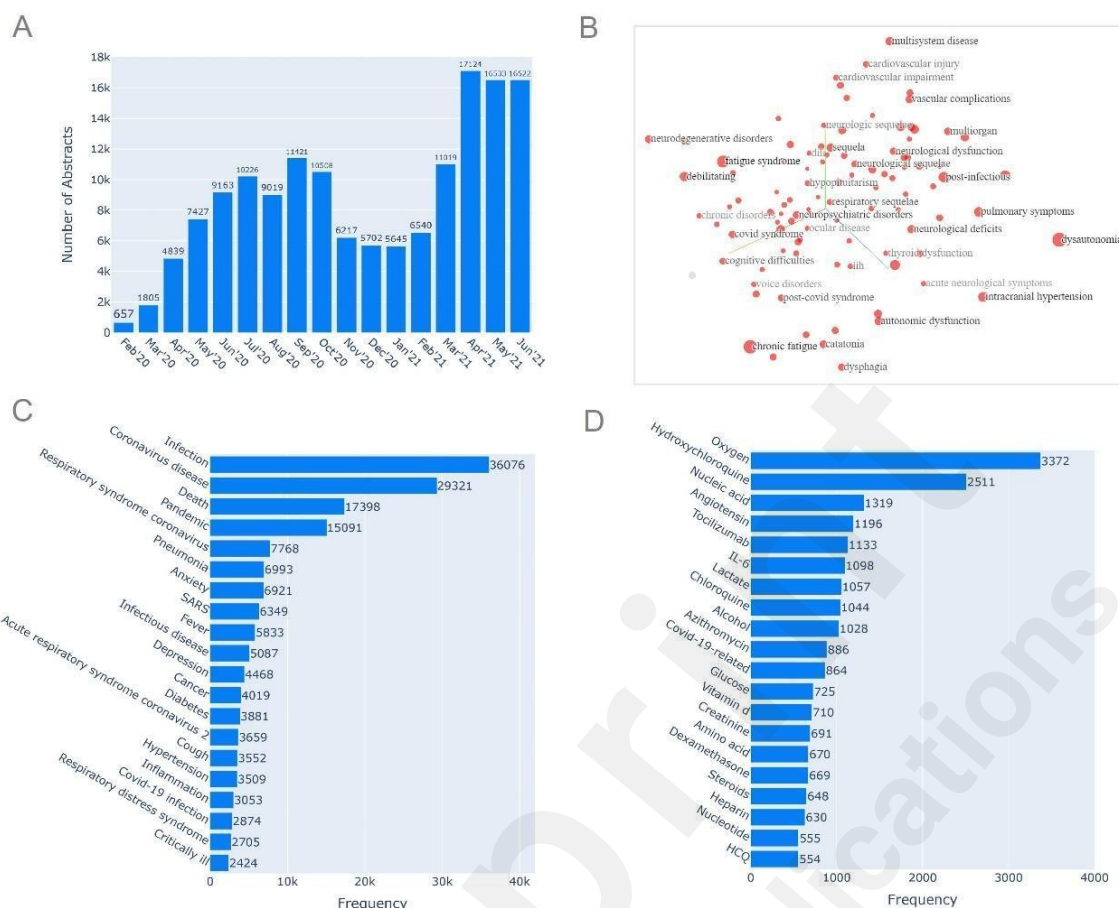 A
Number of Abstracts
18k
16k
14k
12k
10k
8k
6k
4k
2k
0
657
1805
4839
7427
9163
10226
9019
11421
10508
6217
5702
5645
6540
11019
17124
16533
16522
Feb'20
Mar'20
Apr'20
May'20
Jun'20
Jul'20
Aug'20
Sep'20
Oct'20
Nov'20
Dec'20
Jan'21
Feb'21
Mar'21
Apr'21
May'21
Jun'21
B
multisystem disease
cardiovascular injury
cardiovascular impairment
vascular complications
neurologic sequelae
multiorgan
neurodegenerative disorders
sequela
neurological dysfunction
fatigue syndrome
neurological sequelae
debilitating
post-infectious
hypopituitarism
respiratory sequelae
chronic disorders
neuropsychiatric disorders
pulmonary symptoms
ocular disease
neurological deficits
covid syndrome
dysautonomia
cognitive difficulties
thyroid dysfunction
iih
voice disorders
acute neurological symptoms
post-covid syndrome
intracranial hypertension
autonomic dysfunction
chronic fatigue
catatonia
dysphagia
C
Infection 36076
Coronavirus disease 29321
Death 17398
Pandemic 15091
Respiratory syndrome coronavirus 7768
Pneumonia 6993
Anxiety 6921
SARS 6349
Fever 5833
Infectious disease 5087
Depression 4468
Cancer 4019
Diabetes 3881
Acute respiratory syndrome coronavirus 2 3659
Cough 3552
Hypertension 3509
Inflammation 3053
Covid-19 infection 2874
Respiratory distress syndrome 2705
Critically ill 2424
0 10k 20k 30k 40k
Frequency
D
Oxygen 3372
Hydroxychloroquine 2511
Nucleic acid 1319
Angiotensin 1196
Tocilizumab 1133
IL-6 1098
Lactate 1057
Chloroquine 1044
Alcohol 1028
Azithromycin 886
Covid-19-related 864
Glucose 725
Vitamin d 710
Creatinine 691
Amino acid 670
Dexamethasone 669
Steroids 648
Heparin 630
Nucleotide 555
HCQ 554
0 1000 2000 3000 4000
Frequency